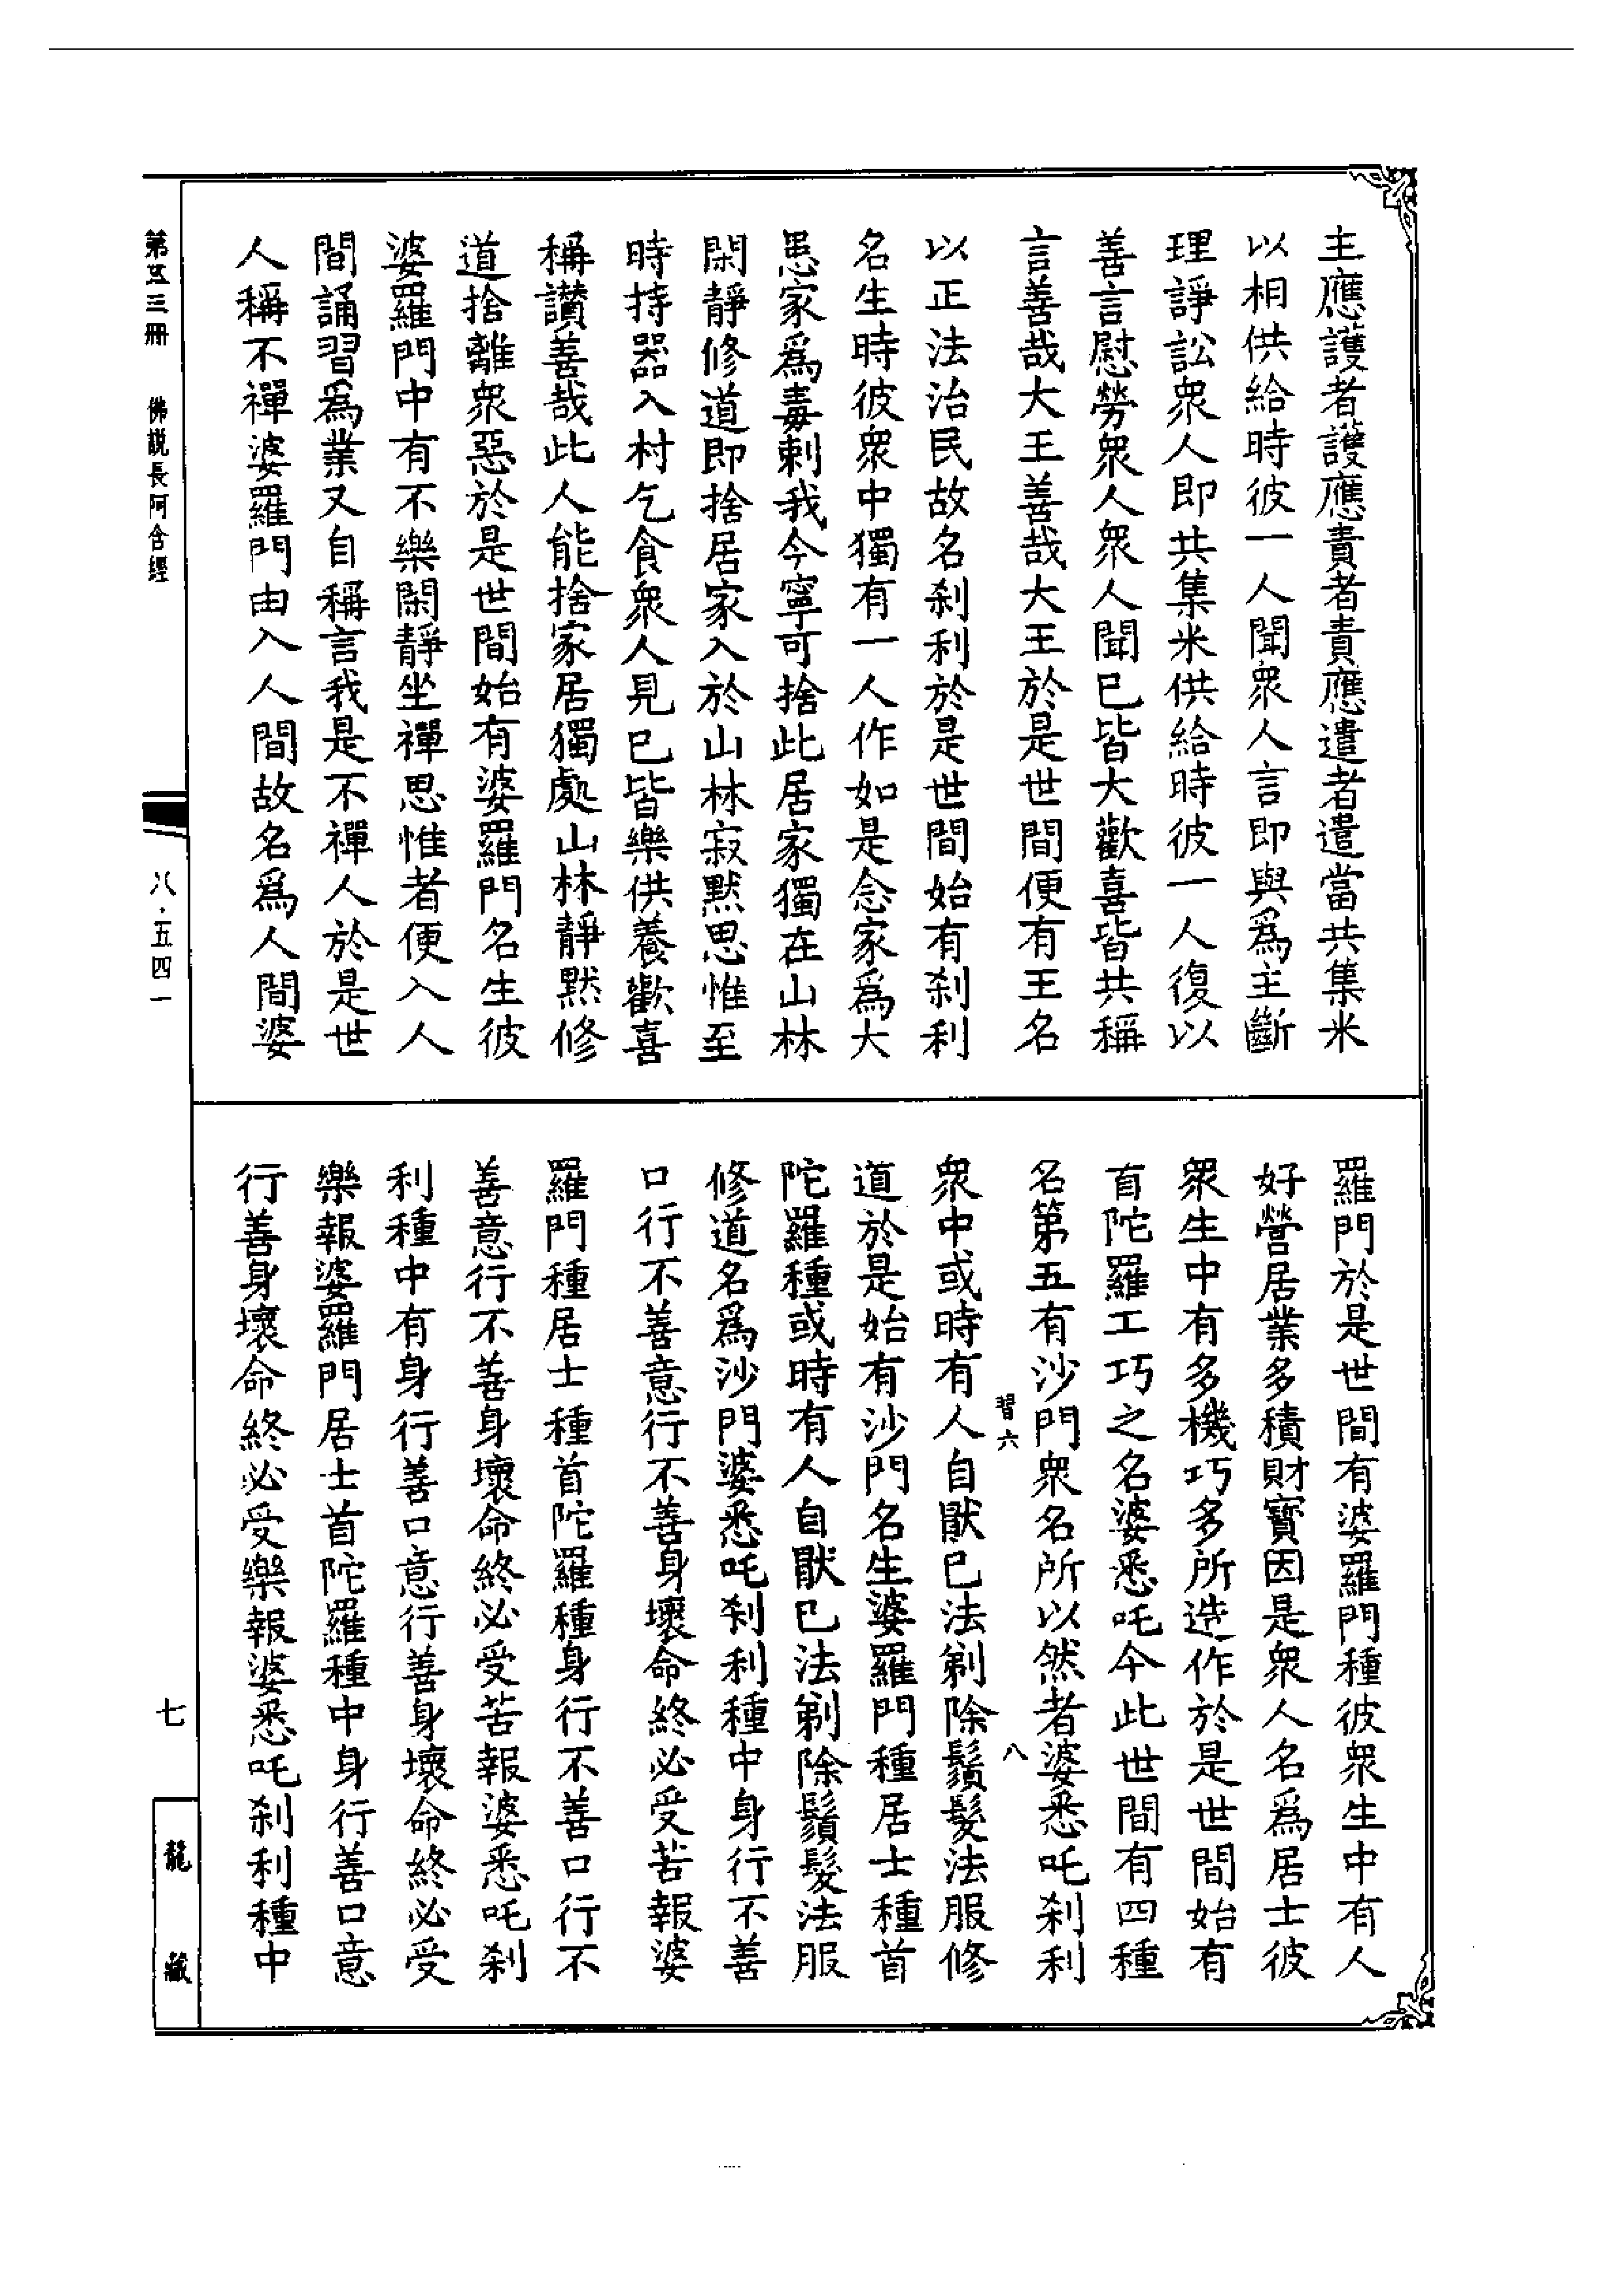 主應護者護應責者責應遣者遣當共集米
以相供給時彼一人聞衆人言即與爲主斷
理諍訟衆人即共集米供給時彼一人復以
善言慰勞衆人衆人聞已皆大歡喜皆共稱
言善哉大王善哉大王於是世間便有王名
以正法治民故名刹利於是世間始有刹利
名生時彼衆中獨有一人作如是念家爲大
患家爲毒刺我今寧可捨此居家獨在山林
閑靜修道即捨居家入於山林寂默思惟至
時持器入村乞食衆人見已皆樂供養歡喜
稱讃善哉此人能捨家居獨處山林靜默修
道捨離衆惡於是世間始有婆羅門名生彼
婆羅門中有不樂閑靜坐禪思惟者便入人
間誦習爲業又自稱言我是不禪人於是世
人稱不禪婆羅門由入人間故名爲人間婆
羅門於是世間有婆羅門種彼衆生中有人
好營居業多積財寳因是衆人名爲居士彼
衆生中有多機巧多所造作於是世間始有
首陀羅工巧之名婆悉吒今此世間有四種
名第五有沙門衆名所以然者婆悉吒刹利
習六
八
衆中或時有人自猒已法剃除鬚髮法服修
道於是始有沙門名生婆羅門種居士種首
陀羅種或時有人自猒已法剃除鬚髮法服
修道名爲沙門婆悉吒刹利種中身行不善
口行不善意行不善身壞命終必受苦報婆
羅門種居士種首陀羅種身行不善口行不
善意行不善身壞命終必受苦報婆悉吒刹
利種中有身行善口意行善身壞命終必受
樂報婆羅門居士首陀羅種中身行善口意
行善身壞命終必受樂報婆悉吒刹利種中
第五三冊 佛説長阿含經
八·五四一
七
龍藏